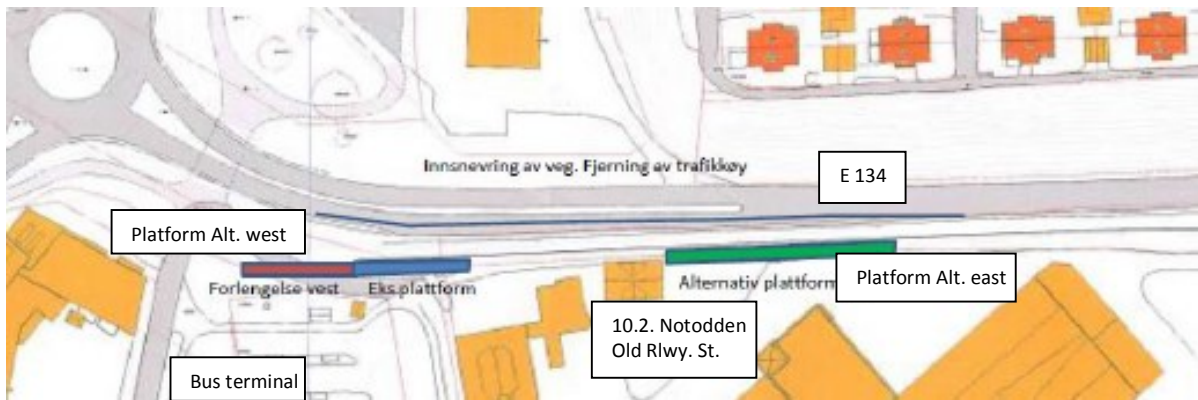 Innsnevring av veg. Fjerning av trafikkøy
E 134
Platform Alt. west
Forlengelse vest
Eks.plattform
Alternativ plattform
Platform Alt. east
10.2. Notodden
Old Rlwy. St.
Bus terminal